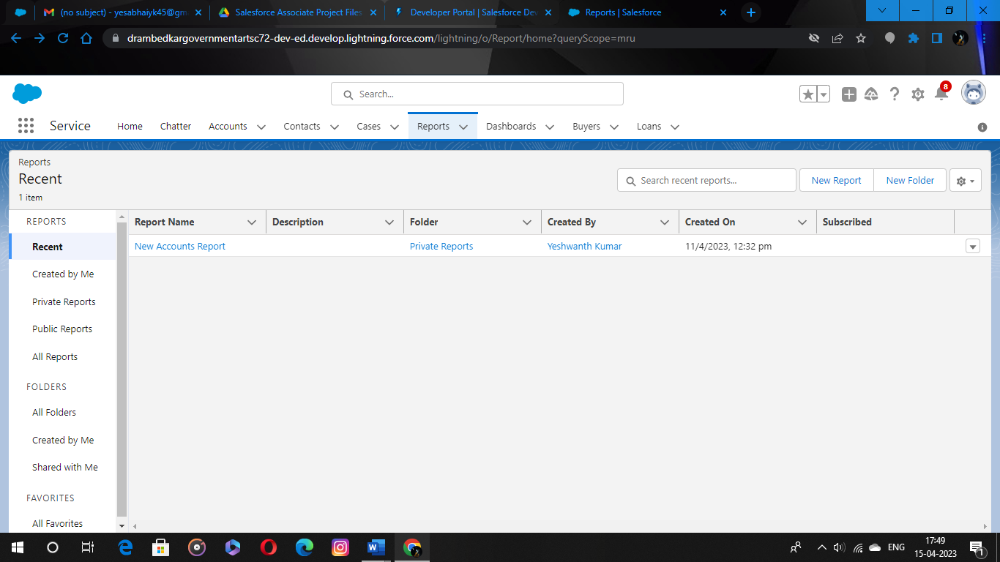 (no subject) - yesabhaiyk45@gm
Salesforce Associate Project Files
Developer Portal | Salesforce Dev
Reports | Salesforce
drambedkargovernmentartsc72-dev-ed.develop.lightning.force.com/lightning/o/Report/home?queryScope=mru
Search...
8
Service
Home
Chatter
Accounts
Contacts
Cases
Reports
Dashboards
Buyers
Loans
Reports
Recent
1 item
Search recent reports...
New Report
New Folder
REPORTS
Recent
Created by Me
Private Reports
Public Reports
All Reports
FOLDERS
All Folders
Created by Me
Shared with Me
FAVORITES
All Favorites
Report Name
Description
Folder
Created By
Created On
Subscribed
New Accounts Report
Private Reports
Yeshwanth Kumar
11/4/2023, 12:32 pm
ENG
17:49
15-04-2023
1